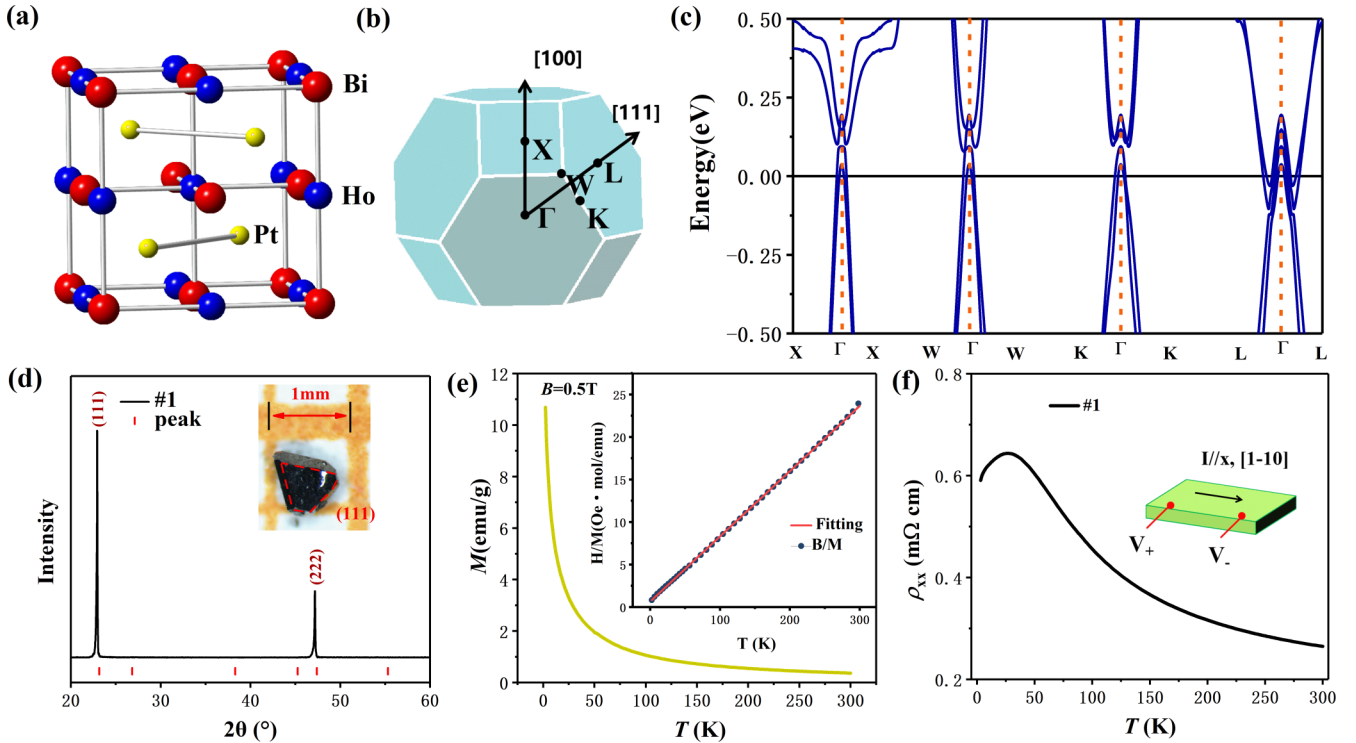 (a)
Bi
Ho
Pt
(b)
[100]
[111]
X
L
W
Γ
K
(c)
Energy(eV)
0.50
0.25
0.00
−0.25
−0.50
X Γ X W Γ W K Γ K L Γ L
(d)
Intensity
(111)
#1
peak
1mm
(111)
(222)
20 30 40 50 60
2θ (°)
(e)
B=0.5T
M(emu/g)
12
10
8
6
4
2
0
H/M(Oe • mol/emu)
25
20
15
10
5
0
Fitting
B/M
0 100 200 300
T (K)
0 50 100 150 200 250 300
T (K)
(f)
#1
ρxx (mΩ cm)
0.8
0.6
0.4
0.2
I//x, [1-10]
V+
V-
0 50 100 150 200 250 300
T (K)